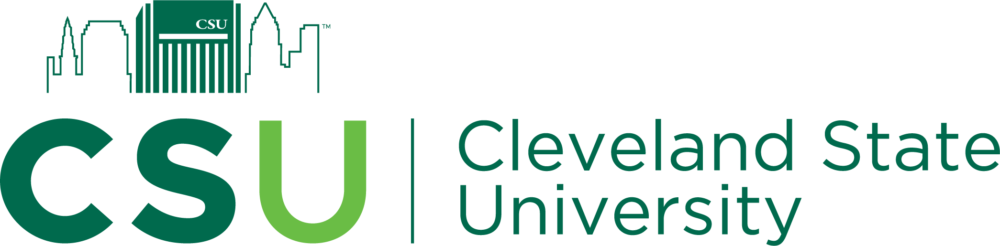 CSU
™
CSU
Cleveland State
University